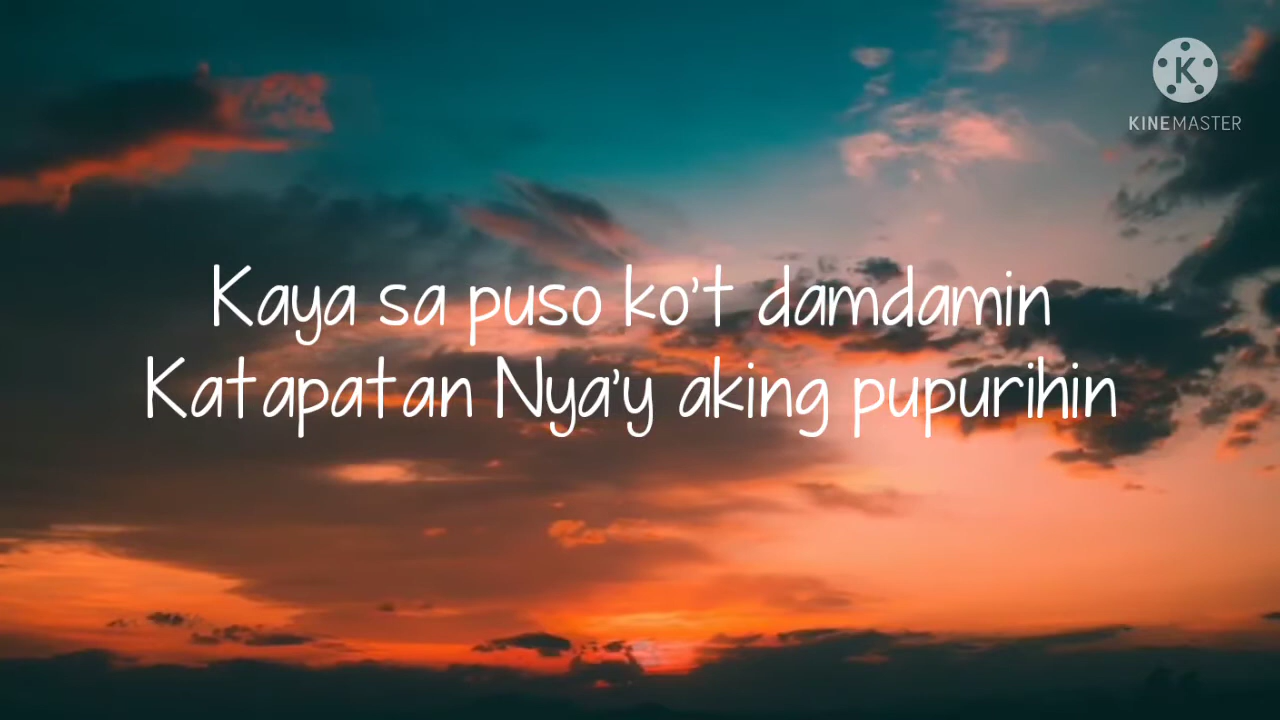 K
KINEMASTER
Kaya sa puso ko't damdamin
Katapatan Nya'y aking pupurihin